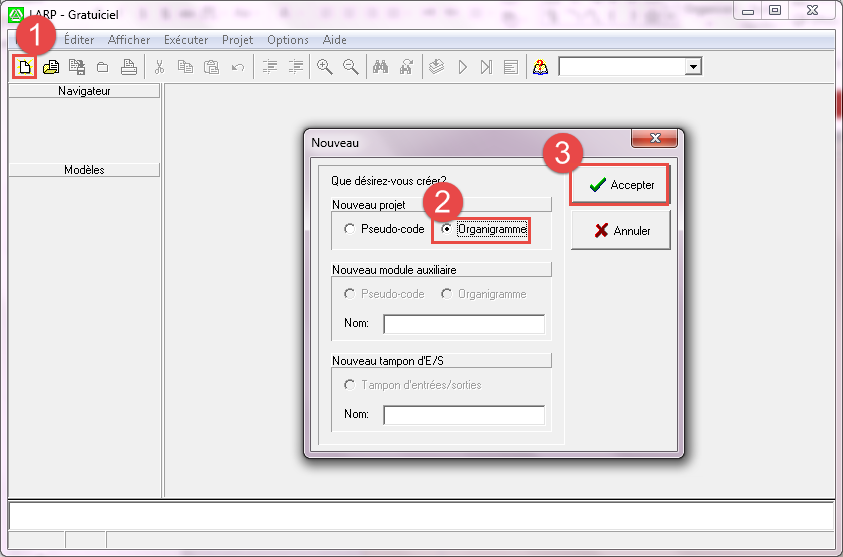 LARP - Gratuiciel
1
Éditer Afficher Exécuter Projet Options Aide
Navigateur
Modèles
Nouveau
3
Que désirez-vous créer?
Accepter
2
Nouveau projet
Pseudo-code Organigramme
Annuler
Nouveau module auxiliaire
Pseudo-code Organigramme
Nom:
Nouveau tampon d'E/S
Tampon d'entrées/sorties
Nom: